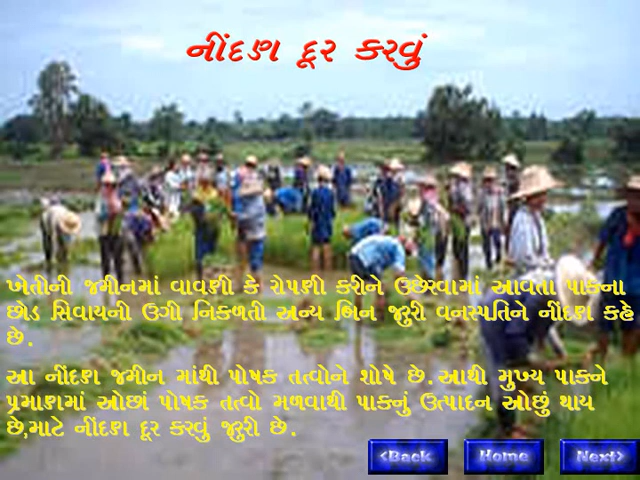 નીંદણ દૂર કરવું
ખેતીની જમીનમાં વાવણી કે રોપણી કરીને ઉછેરવામાં આવતા પાકના
છોડ સિવાયની ઉગી નિકળતી અન્ય બિન જરૂરી વનસ્પતિને નીંદણ કહે
છે.
આ નીંદણ જમીન માંથી પોષક તત્વોને શોષે છે.આથી મુખ્ય પાકને
પ્રમાણમાં ઓછાં પોષક તત્વો મળવાથી પાકનું ઉત્પાદન ઓછું થાય
છે,માટે નીંદણ દૂર કરવું જરૂરી છે.
<Back Home Next>